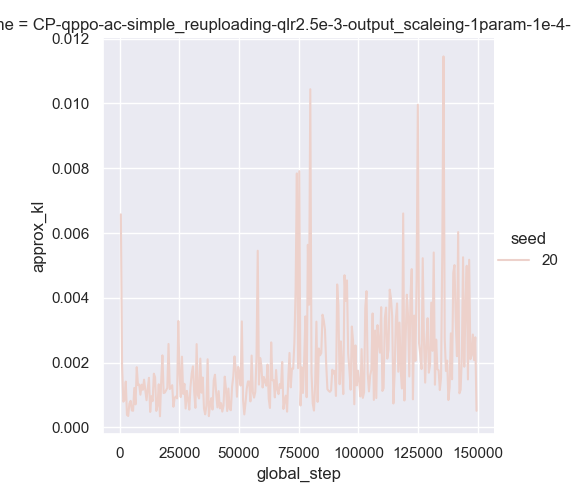 ne = CP-qppo-ac-simple_reuploading-qlr2.5e-3-output_scaleing-1param-1e-4-
0.012
0.010
0.008
0.006
0.004
0.002
0.000
approx_kl
0 25000 50000 75000 100000 125000 150000
global_step
seed
20